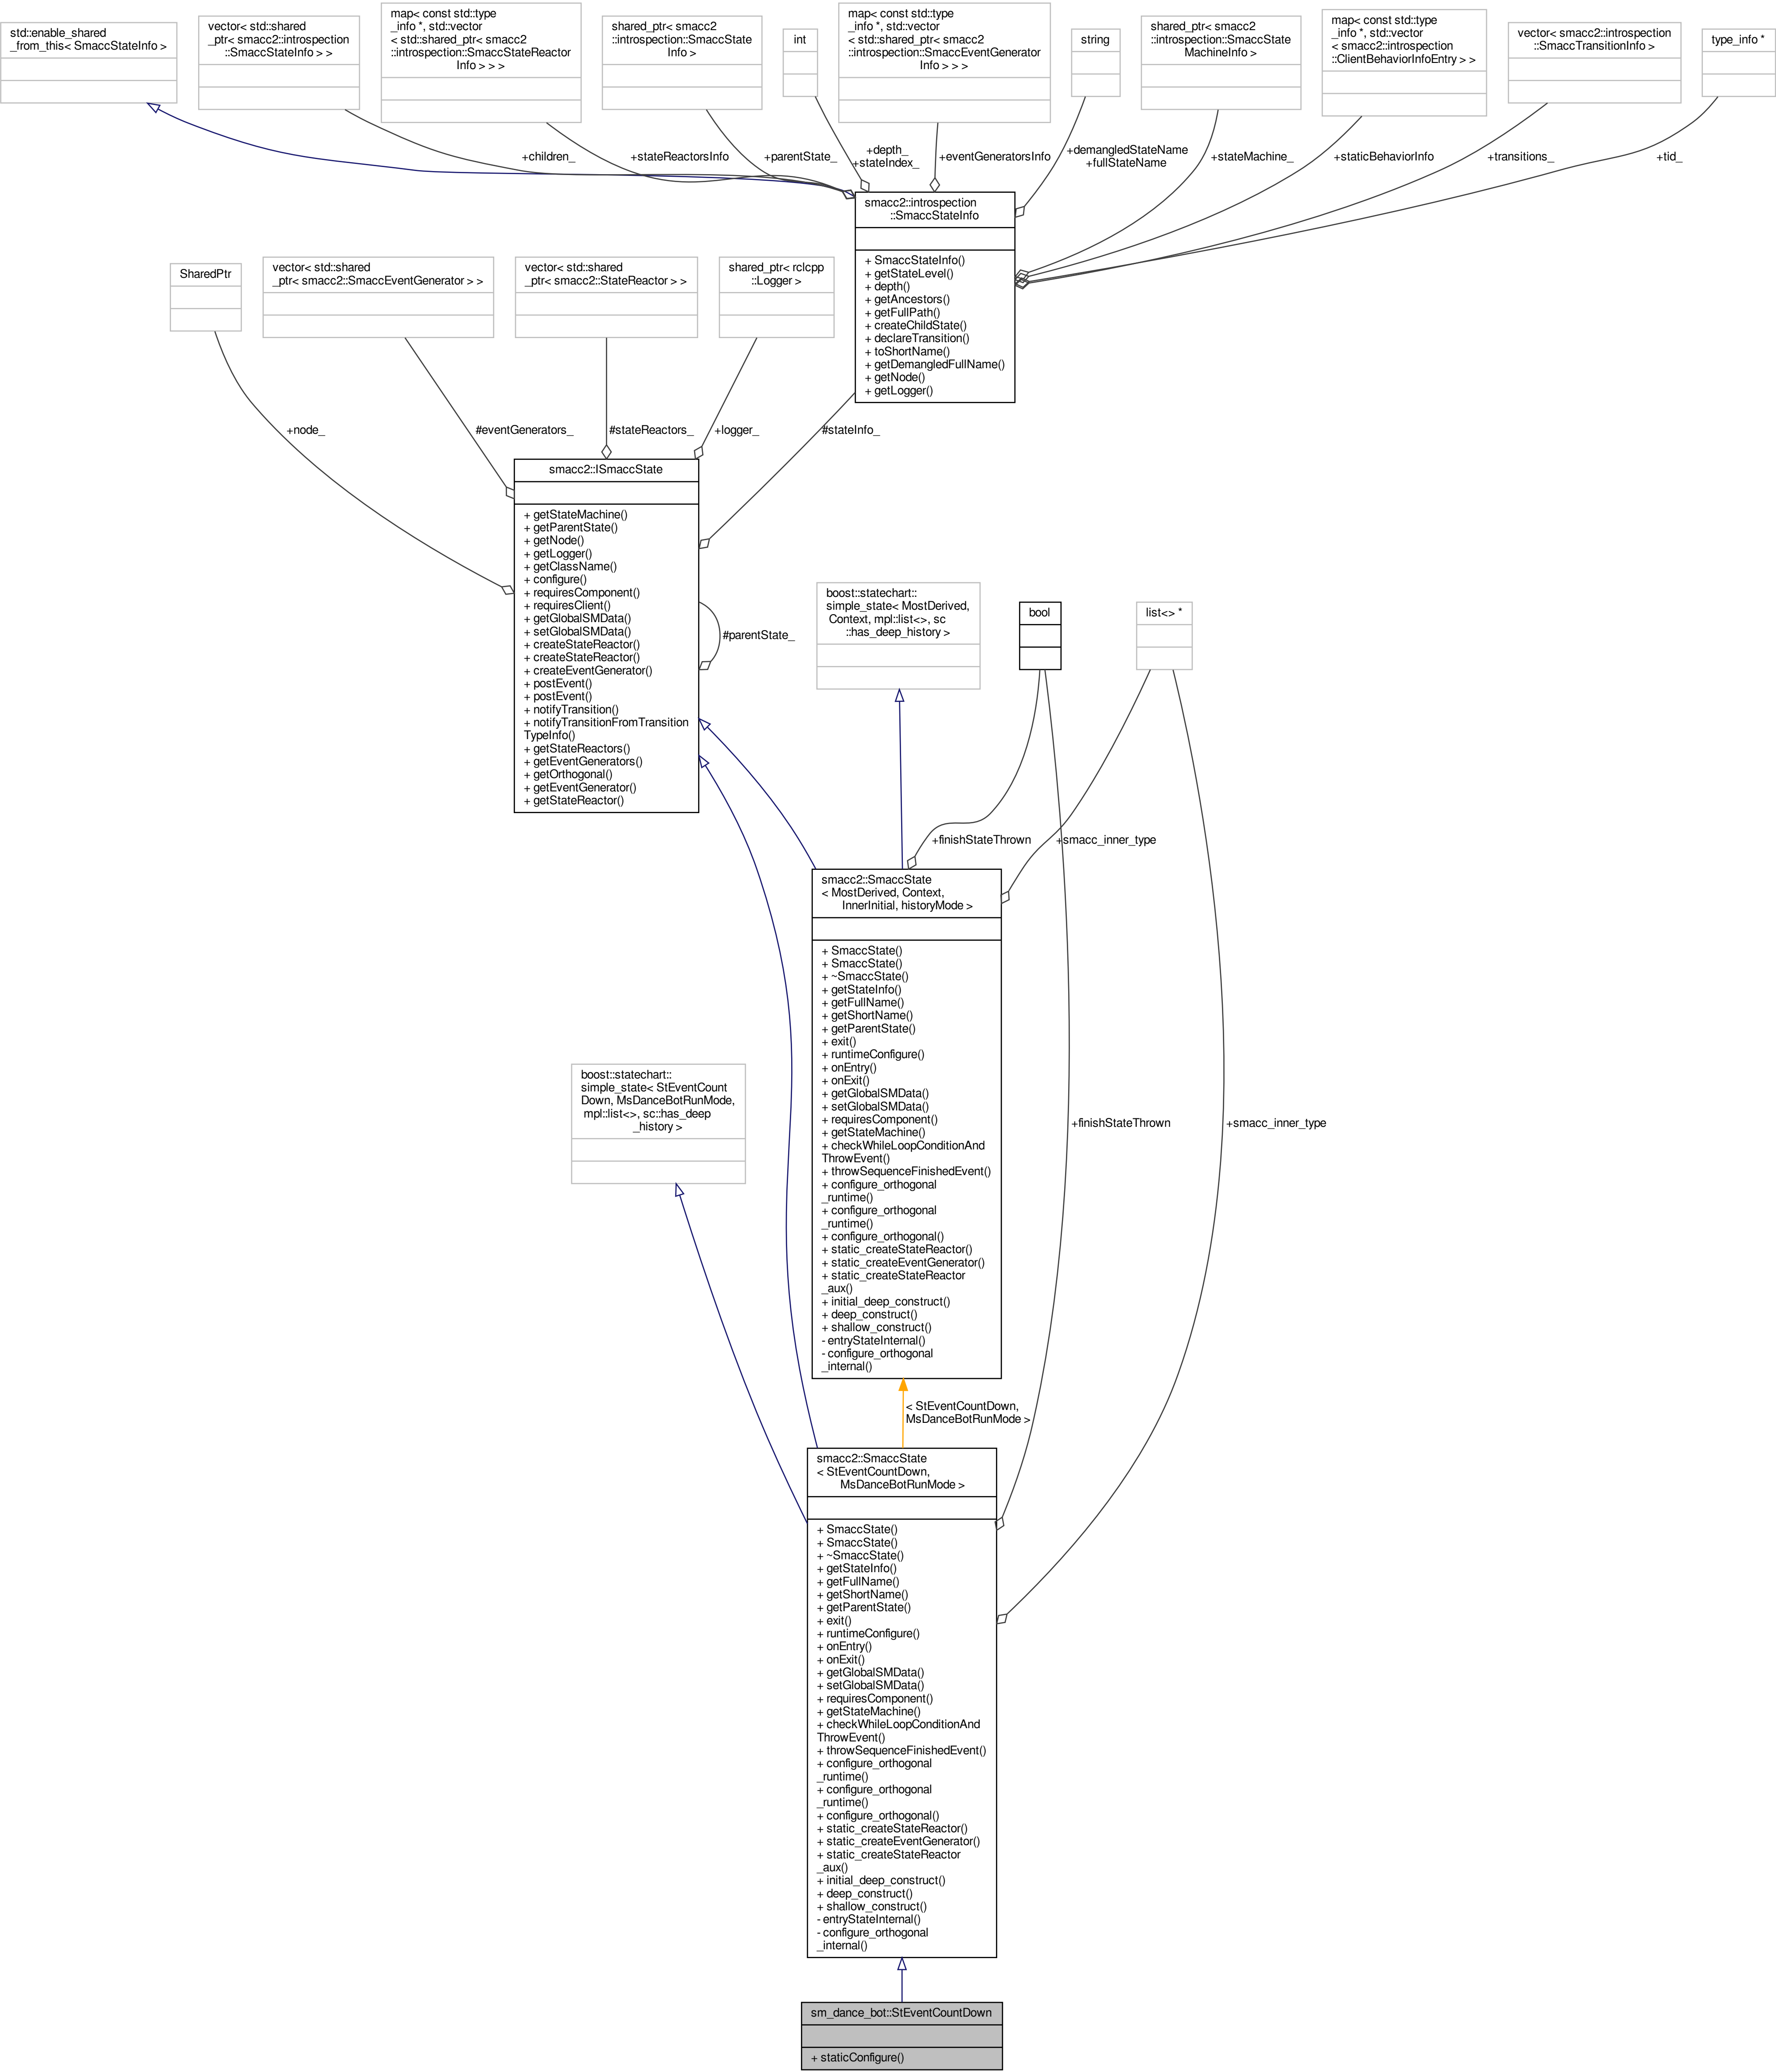 std::enable_shared
_from_this< SmaccStateInfo >
vector< std::shared
_ptr< smacc2::introspection
::SmaccStateInfo > >
map< const std::type
_info *, std::vector
< std::shared_ptr< smacc2
::introspection::SmaccStateReactor
Info > > >
shared_ptr< smacc2
::introspection::SmaccState
Info >
int
map< const std::type
_info *, std::vector
< std::shared_ptr< smacc2
::introspection::SmaccEventGenerator
Info > > >
string
shared_ptr< smacc2
::introspection::SmaccState
MachineInfo >
map< const std::type
_info *, std::vector
< smacc2::introspection
::ClientBehaviorInfoEntry > >
vector< smacc2::introspection
::SmaccTransitionInfo >
type_info *
+children_
+stateReactorsInfo
+parentState_
+depth_
+stateIndex_
+eventGeneratorsInfo
+demangledStateName
+fullStateName
+stateMachine_
+staticBehaviorInfo
+transitions_
+tid_
smacc2::introspection
::SmaccStateInfo
+ SmaccStateInfo()
+ getStateLevel()
+ depth()
+ getAncestors()
+ getFullPath()
+ createChildState()
+ declareTransition()
+ toShortName()
+ getDemangledFullName()
+ getNode()
+ getLogger()
SharedPtr
vector< std::shared
_ptr< smacc2::SmaccEventGenerator > >
vector< std::shared
_ptr< smacc2::StateReactor > >
shared_ptr< rclcpp
::Logger >
+node_
#eventGenerators_
#stateReactors_
+logger_
#stateInfo_
smacc2::ISmaccState
+ getStateMachine()
+ getParentState()
+ getNode()
+ getLogger()
+ getClassName()
+ configure()
+ requiresComponent()
+ requiresClient()
+ getGlobalSMData()
+ setGlobalSMData()
+ createStateReactor()
+ createStateReactor()
+ createEventGenerator()
+ postEvent()
+ postEvent()
+ notifyTransition()
+ notifyTransitionFromTransition
TypeInfo()
+ getStateReactors()
+ getEventGenerators()
+ getOrthogonal()
+ getEventGenerator()
+ getStateReactor()
#parentState_
boost::statechart::
simple_state< MostDerived,
Context, mpl::list<>, sc
::has_deep_history >
bool
list<> *
+finishStateThrown
+smacc_inner_type
smacc2::SmaccState
< MostDerived, Context,
InnerInitial, historyMode >
+ SmaccState()
+ SmaccState()
+ ~SmaccState()
+ getStateInfo()
+ getFullName()
+ getShortName()
+ getParentState()
+ exit()
+ runtimeConfigure()
+ onEntry()
+ onExit()
+ getGlobalSMData()
+ setGlobalSMData()
+ requiresComponent()
+ getStateMachine()
+ checkWhileLoopConditionAnd
ThrowEvent()
+ throwSequenceFinishedEvent()
+ configure_orthogonal
_runtime()
+ configure_orthogonal
_runtime()
+ configure_orthogonal()
+ static_createStateReactor()
+ static_createEventGenerator()
+ static_createStateReactor
_aux()
+ initial_deep_construct()
+ deep_construct()
+ shallow_construct()
- entryStateInternal()
- configure_orthogonal
_internal()
boost::statechart::
simple_state< StEventCount
Down, MsDanceBotRunMode,
mpl::list<>, sc::has_deep
_history >
+finishStateThrown
+smacc_inner_type
< StEventCountDown,
MsDanceBotRunMode >
smacc2::SmaccState
< StEventCountDown,
MsDanceBotRunMode >
+ SmaccState()
+ SmaccState()
+ ~SmaccState()
+ getStateInfo()
+ getFullName()
+ getShortName()
+ getParentState()
+ exit()
+ runtimeConfigure()
+ onEntry()
+ onExit()
+ getGlobalSMData()
+ setGlobalSMData()
+ requiresComponent()
+ getStateMachine()
+ checkWhileLoopConditionAnd
ThrowEvent()
+ throwSequenceFinishedEvent()
+ configure_orthogonal
_runtime()
+ configure_orthogonal
_runtime()
+ configure_orthogonal()
+ static_createStateReactor()
+ static_createEventGenerator()
+ static_createStateReactor
_aux()
+ initial_deep_construct()
+ deep_construct()
+ shallow_construct()
- entryStateInternal()
- configure_orthogonal
_internal()
sm_dance_bot::StEventCountDown
+ staticConfigure()